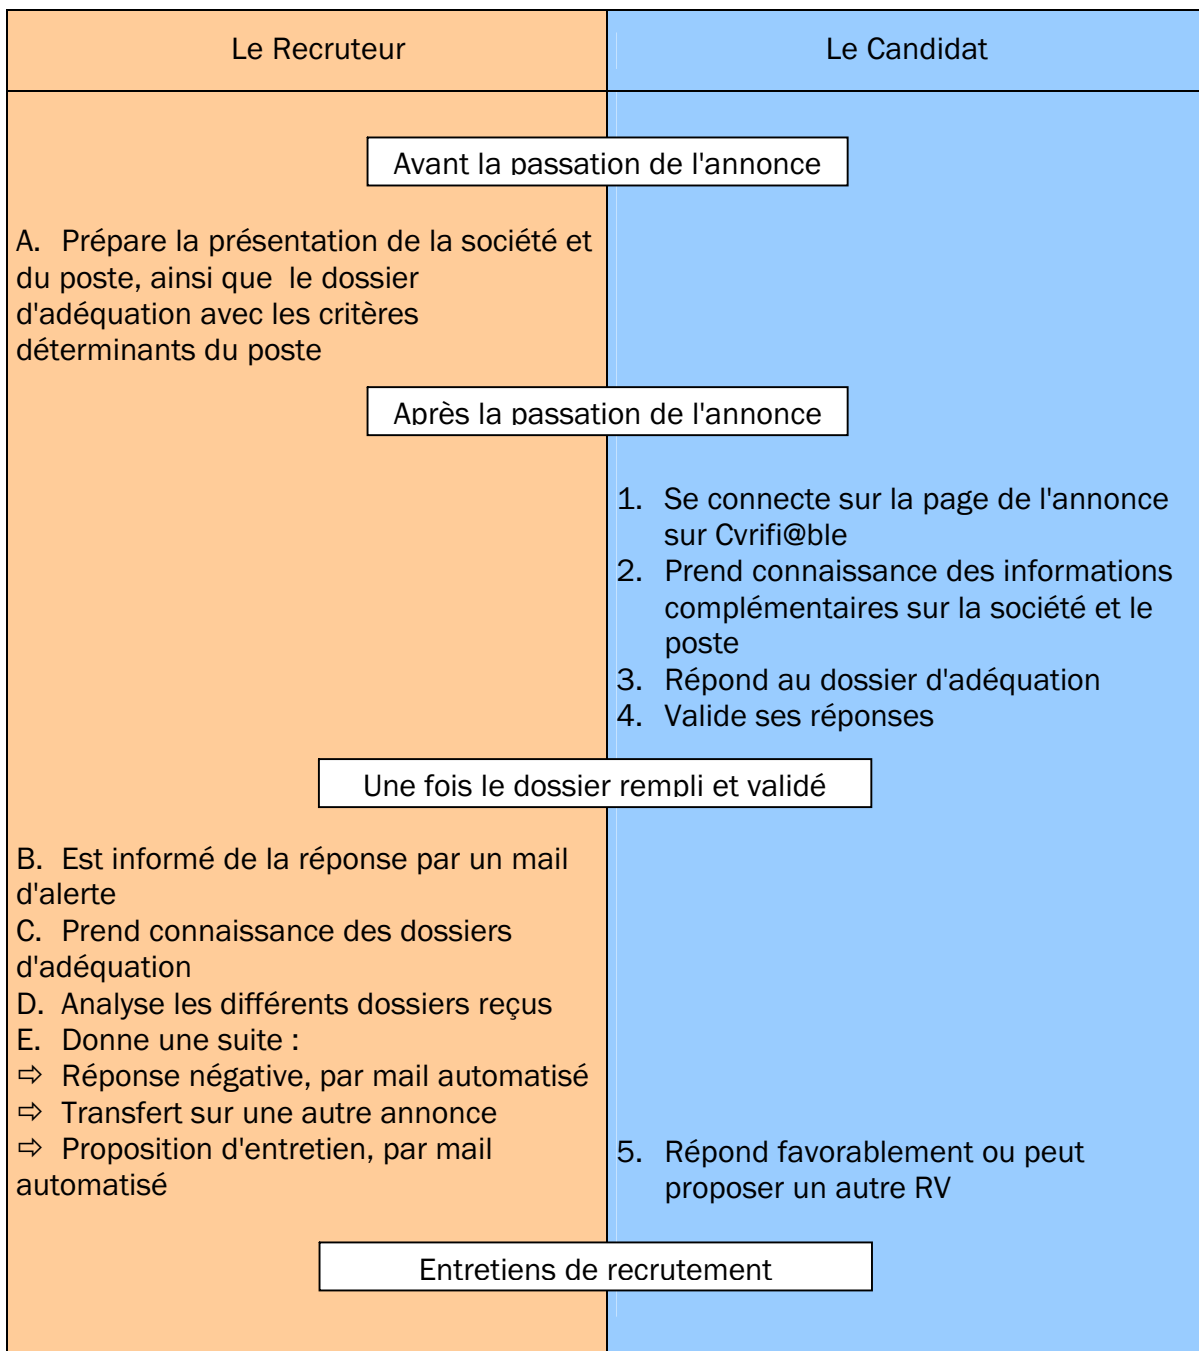 Le Recruteur
Le Candidat
Avant la passation de l'annonce
A. Prépare la présentation de la société et
du poste, ainsi que le dossier
d'adéquation avec les critères
déterminants du poste
Après la passation de l'annonce
1. Se connecte sur la page de l'annonce
sur Cvrifi@ble
2. Prend connaissance des informations
complémentaires sur la société et le
poste
3. Répond au dossier d'adéquation
4. Valide ses réponses
Une fois le dossier rempli et validé
B. Est informé de la réponse par un mail
d'alerte
C. Prend connaissance des dossiers
d'adéquation
D. Analyse les différents dossiers reçus
E. Donne une suite :
⇨ Réponse négative, par mail automatisé
⇨ Transfert sur une autre annonce
⇨ Proposition d'entretien, par mail
automatisé
5. Répond favorablement ou peut
proposer un autre RV
Entretiens de recrutement